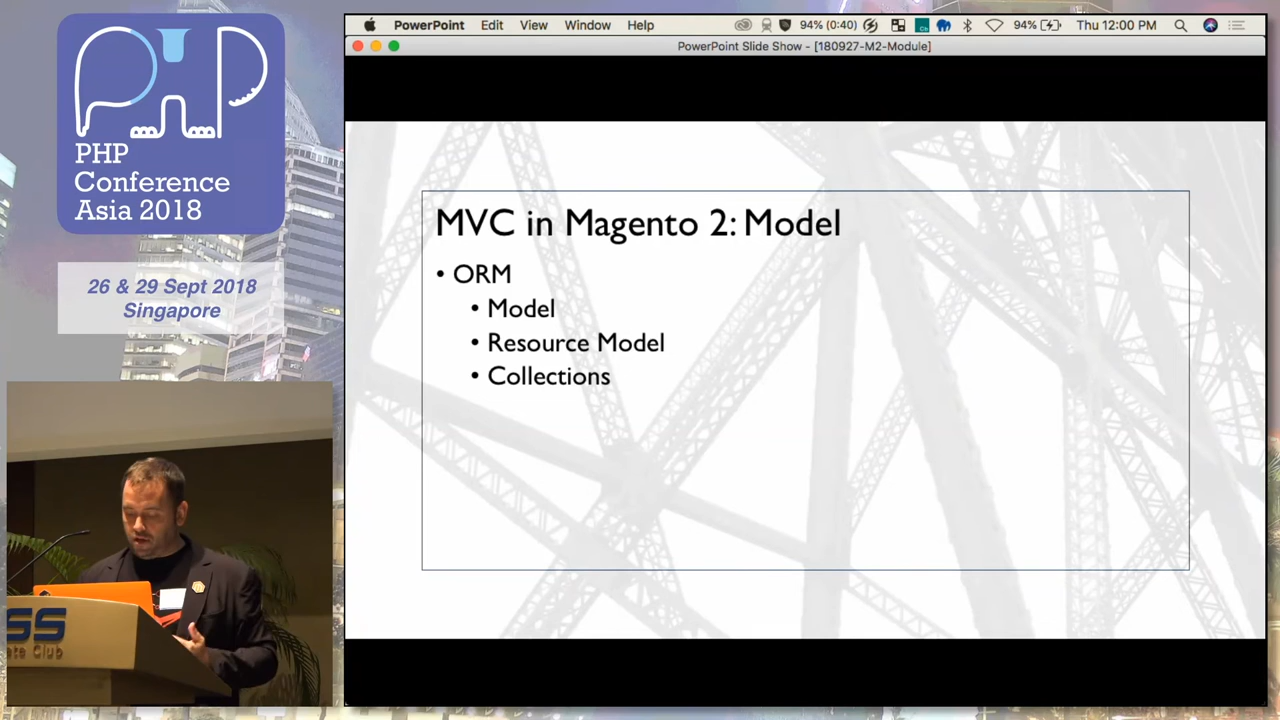 PHP
Conference
Asia 2018
26 & 29 Sept 2018
Singapore
PowerPoint Edit View Window Help 94% (0:40) 94% Thu 12:00 PM
PowerPoint Slide Show - [180927-M2-Module]
MVC in Magento 2: Model
• ORM
• Model
• Resource Model
• Collections
Club